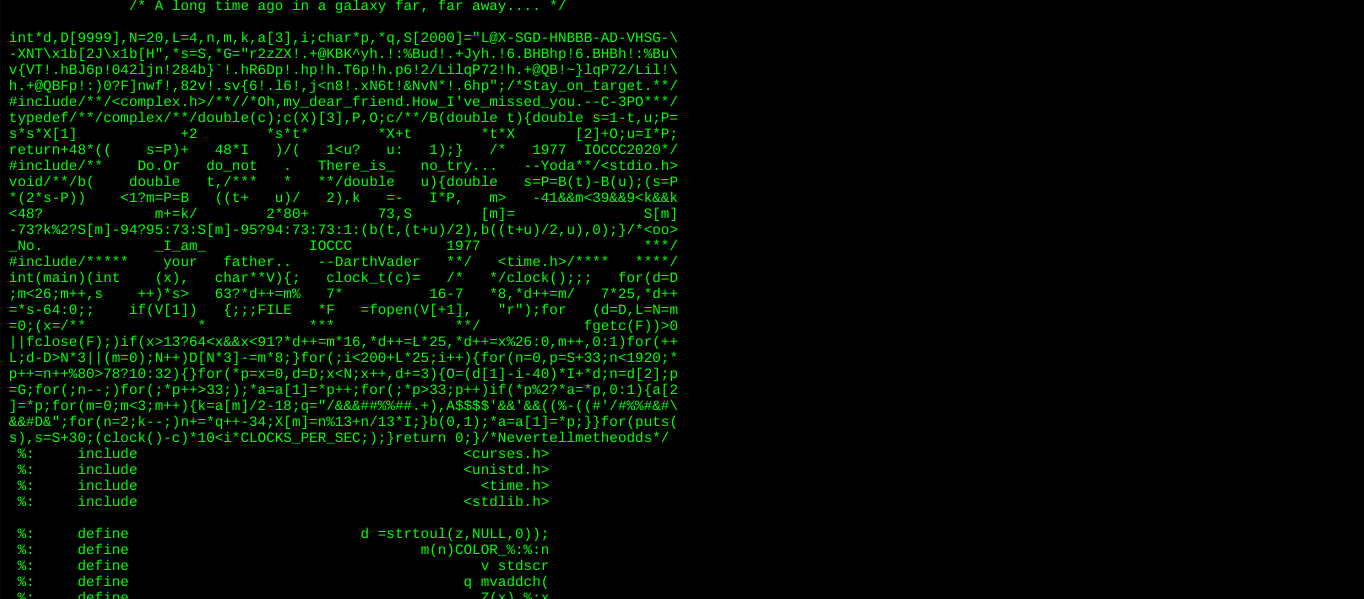 /* A long time ago in a galaxy far, far away.... */
int*d,D[9999],N=20,L=4,n,m,k,a[3],i;char*p,*q,S[2000]="L@X-SGD-HNBBB-AD-VHSG-\
-XNT\x1b[2J\x1b[H",*s=S,*G="r2zZX!.+@KBK^yh.!:%Bud!.+Jyh.!6.BHBhp!6.BHBh!:%Bu\
v{VT!.hBJ6p!042ljn!284b}`!.hR6Dp!.hp!h.T6p!h.p6!2/LilqP72!h.+@QB!~}lqP72/Lil!\
h.+@QBFp!:)0?F]nwf!,82v!.sv{6!.l6!,j<n8!.xN6t!&NvN*!.6hp";/*Stay_on_target.**/
#include/**/<complex.h>/**//*Oh,my_dear_friend.How_I've_missed_you.--C-3PO***/
typedef/**/complex/**/double(c);c(X)[3],P,O;c/**/B(double t){double s=1-t,u;P=
s*s*X[1] +2 *s*t* *X+t *t*X [2]+O;u=I*P;
return+48*(( s=P)+ 48*I )/( 1<u? u: 1);} /* 1977 IOCCC2020*/
#include/** Do.Or do_not . There_is_ no_try... --Yoda**/<stdio.h>
void/**/b( double t,/*** * **/double u){double s=P=B(t)-B(u);(s=P
*(2*s-P)) <1?m=P=B ((t+ u)/ 2),k =- I*P, m> -41&&m<39&&9<k&&k
<48? m+=k/ 2*80+ 73,S [m]= S[m]
-73?k%2?S[m]-94?95:73:S[m]-95?94:73:73:1:(b(t,(t+u)/2),b((t+u)/2,u),0);}/*<oo>
_No. _I_am_ IOCCC 1977 ***/
#include/***** your father.. --DarthVader **/ <time.h>/**** ****/
int(main)(int (x), char**V){; clock_t(c)= /* */clock();;; for(d=D
;m<26;m++,s ++)*s> 63?*d++=m% 7* 16-7 *8,*d++=m/ 7*25,*d++
=*s-64:0;; if(V[1]) {;;;FILE *F =fopen(V[+1], "r");for (d=D,L=N=m
=0;(x=/** * *** **/ fgetc(F))>0
||fclose(F);)if(x>13?64<x&&x<91?*d++=m*16,*d++=L*25,*d++=x%26:0,m++,0:1)for(++
L;d-D>N*3||(m=0);N++)D[N*3]-=m*8;}for(;i<200+L*25;i++){for(n=0,p=S+33;n<1920;*
p++=n++%80>78?10:32){}for(*p=x=0,d=D;x<N;x++,d+=3){O=(d[1]-i-40)*I+*d;n=d[2];p
=G;for(;n--;)for(;*p++>33;);*a=a[1]=*p++;for(;*p>33;p++)if(*p%2?*a=*p,0:1){a[2
]=*p;for(m=0;m<3;m++){k=a[m]/2-18;q="/&&&##%%##.+),A$$$$'&&'&&((%-((#'/#%%#&#\
&&#D&";for(n=2;k--;)n+=*q++-34;X[m]=n%13+n/13*I;}b(0,1);*a=a[1]=*p;}}for(puts(
s),s=S+30;(clock()-c)*10<i*CLOCKS_PER_SEC;);}return 0;}/*Nevertellmetheodds*/
%: include <curses.h>
%: include <unistd.h>
%: include <time.h>
%: include <stdlib.h>
%: define d =strtoul(z,NULL,0));
%: define m(n)COLOR_%:%:n
%: define v stdscr
%: define q mvaddch(
%: define Z(x) %:x